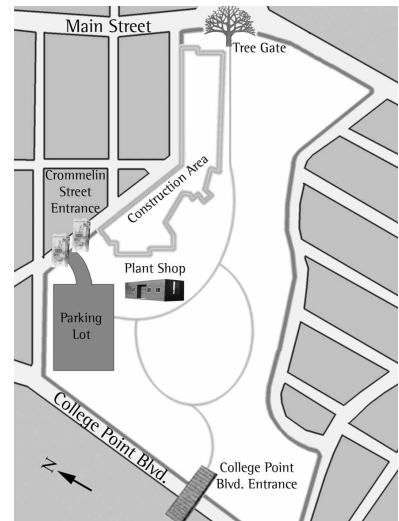 Main Street
Tree Gate
Construction Area
Crommelin
Street
Entrance
Plant Shop
Parking
Lot
College Point Blvd.
College Point
Blvd. Entrance
N